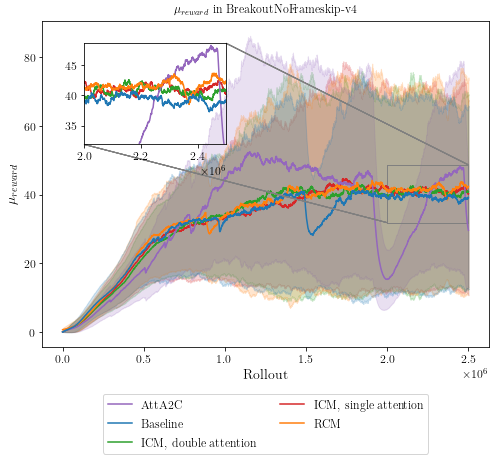 μ_reward in BreakoutNoFrameskip-v4
μ_reward
80
60
40
20
0
45
40
35
2.0
2.2
2.4
×10⁶
0.0
0.5
1.0
1.5
2.0
2.5
×10⁶
Rollout
AttA2C
Baseline
ICM, double attention
ICM, single attention
RCM